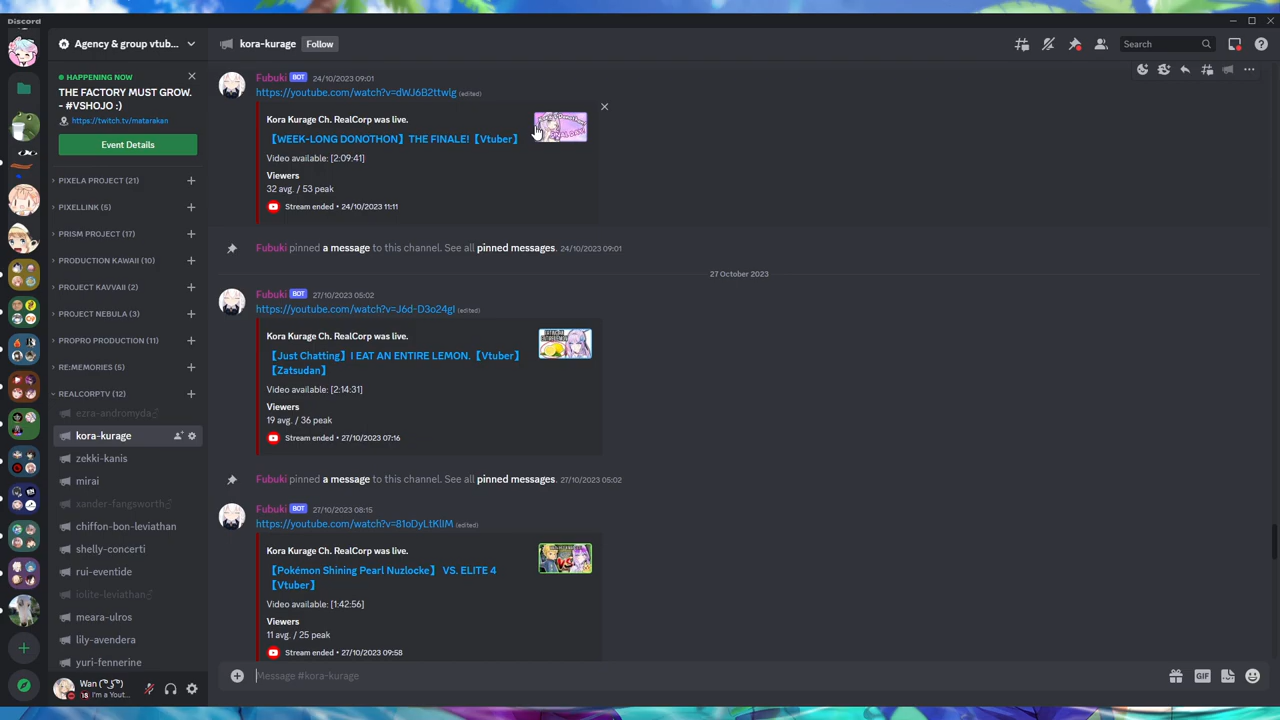 Discord
Agency & group vtub...
HAPPENING NOW
THE FACTORY MUST GROW.
- #VSHOJO :)
https://twitch.tv/matarakan
Event Details
PIXELA PROJECT (21)
PIXELLINK (5)
PRISM PROJECT (17)
PRODUCTION KAWAII (10)
PROJECT KAVVAII (2)
PROJECT NEBULA (3)
PROPRO PRODUCTION (11)
RE:MEMORIES (5)
REALCORPTV (12)
ezra-andromyda
kora-kurage
zekki-kanis
mirai
xander-fangsworth
chiffon-bon-leviathan
shelly-concerti
rui-eventide
iolite-leviathan
meara-ulros
lily-avendera
yuri-fennerine
Wan
I'm a Yout...
kora-kurage
Follow
Search
Fubuki BOT 24/10/2023 09:01
https://youtube.com/watch?v=dWJ6B2ttwlg (edited)
Kora Kurage Ch. RealCorp was live.
【WEEK-LONG DONOTHON】THE FINALE!【Vtuber】
Video available: [2:09:41]
Viewers
32 avg. / 53 peak
Stream ended • 24/10/2023 11:11
Fubuki pinned a message to this channel. See all pinned messages. 24/10/2023 09:01
27 October 2023
Fubuki BOT 27/10/2023 05:02
https://youtube.com/watch?v=J6d-D3o24gI (edited)
Kora Kurage Ch. RealCorp was live.
【Just Chatting】I EAT AN ENTIRE LEMON.【Vtuber】
【Zatsudan】
Video available: [2:14:31]
Viewers
19 avg. / 36 peak
Stream ended • 27/10/2023 07:16
Fubuki pinned a message to this channel. See all pinned messages. 27/10/2023 05:02
Fubuki BOT 27/10/2023 08:15
https://youtube.com/watch?v=81oDyLtKliM (edited)
Kora Kurage Ch. RealCorp was live.
【Pokémon Shining Pearl Nuzlocke】 VS. ELITE 4
【Vtuber】
Video available: [1:42:56]
Viewers
11 avg. / 25 peak
Stream ended • 27/10/2023 09:58
Message #kora-kurage
GIF